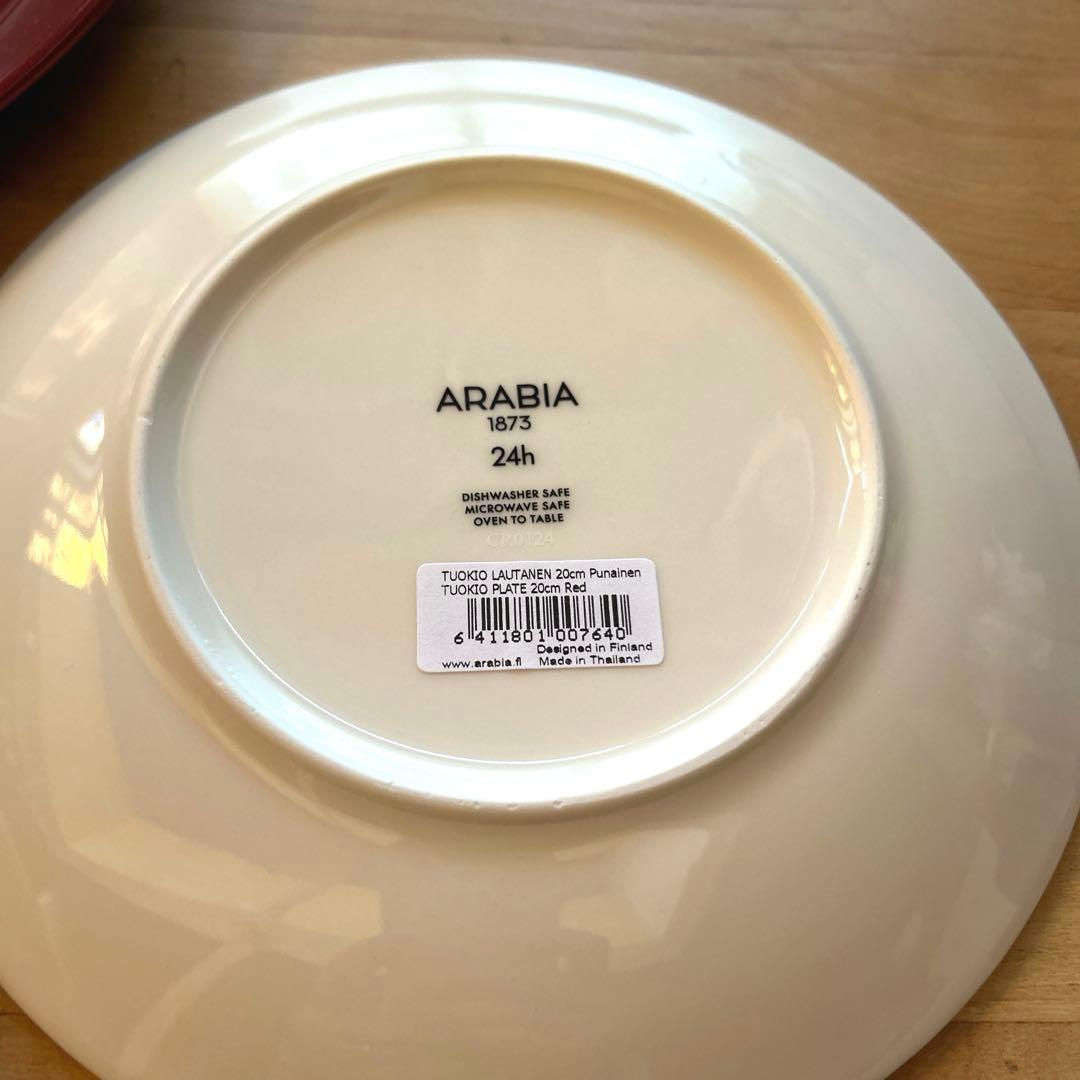 ARABIA
1873
24h
DISHWASHER SAFE
MICROWAVE SAFE
OVEN TO TABLE
CR0124
TUOKIO LAUTANEN 20cm Punainen
TUOKIO PLATE 20cm Red
6 411801 007640
Designed in Finland
www.arabia.fi Made in Thailand